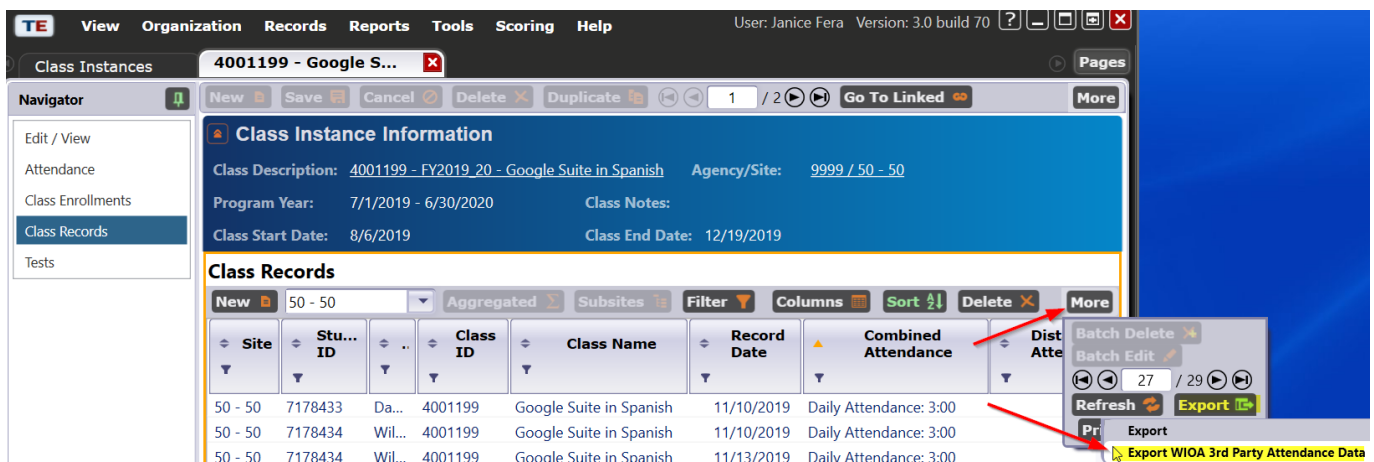 TE View Organization Records Reports Tools Scoring Help User: Janice Fera Version: 3.0 build 70 ?
Class Instances 4001199 - Google S... Pages
Navigator New Save Cancel Delete Duplicate 1 / 2 Go To Linked More
Edit / View
Attendance
Class Enrollments
Class Records
Tests
Class Instance Information
Class Description: 4001199 - FY2019_20 - Google Suite in Spanish Agency/Site: 9999 / 50 - 50
Program Year: 7/1/2019 - 6/30/2020 Class Notes:
Class Start Date: 8/6/2019 Class End Date: 12/19/2019
Class Records
New 50 - 50 Aggregated Subsites Filter Columns Sort Delete More
Site Stu... ID .. Class ID Class Name Record Date Combined Attendance Dist Atte
50 - 50 7178433 Da... 4001199 Google Suite in Spanish 11/10/2019 Daily Attendance: 3:00
50 - 50 7178434 Wil... 4001199 Google Suite in Spanish 11/10/2019 Daily Attendance: 3:00
50 - 50 7178434 Wil... 4001199 Google Suite in Spanish 11/13/2019 Daily Attendance: 3:00
Batch Delete
Batch Edit
27 / 29
Refresh Export
Pri Export
Export WIOA 3rd Party Attendance Data